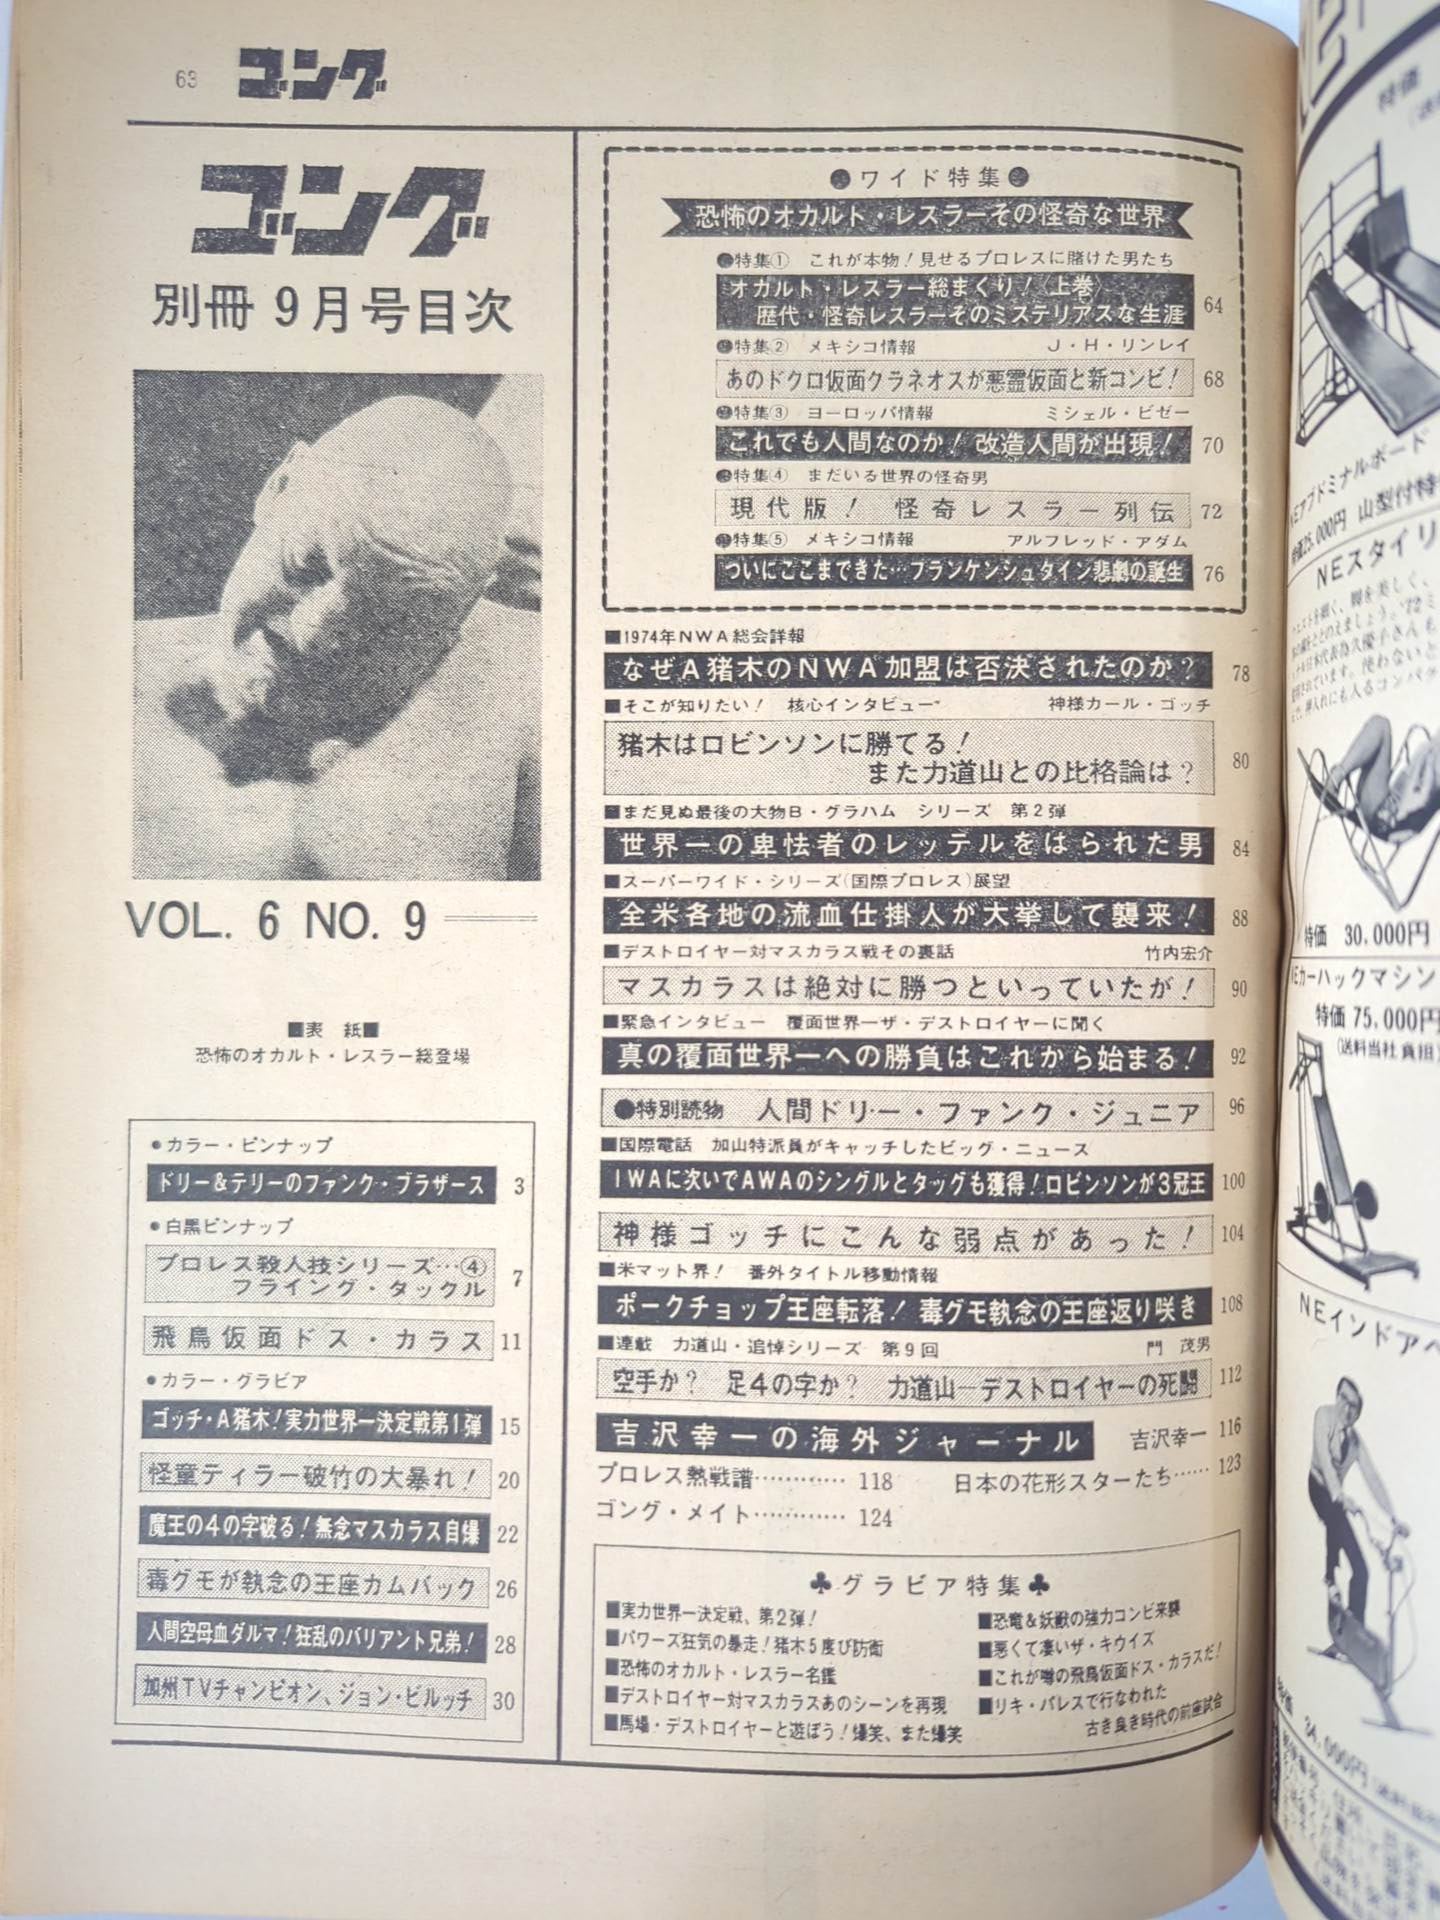 63 ゴング
ゴング
別冊 9月号目次
VOL. 6 NO. 9
■表 紙■
恐怖のオカルト・レスラー総登場
●カラー・ピンナップ
ドリー&テリーのファンク・ブラザース 3
●白黒ピンナップ
プロレス殺人技シリーズ…④
フライング・タックル 7
飛鳥仮面ドス・カラス 11
●カラー・グラビア
ゴッチ・A猪木!実力世界一決定戦第1弾 15
怪童ティラー破竹の大暴れ! 20
魔王の4の字破る!無念マスカラス自爆 22
毒グモが執念の王座カムバック 26
人間空母血ダルマ!狂乱のバリアント兄弟! 28
加州TVチャンピオン、ジョン・ビルッチ 30
●ワイド特集●
恐怖のオカルト・レスラーその怪奇な世界
●特集① これが本物!見せるプロレスに賭けた男たち
オカルト・レスラー総まくり!〈上巻〉
歴代・怪奇レスラーそのミステリアスな生涯 64
●特集② メキシコ情報 J・H・リンレイ
あのドクロ仮面クラネオスが悪霊仮面と新コンビ! 68
●特集③ ヨーロッパ情報 ミシェル・ビゼー
これでも人間なのか!改造人間が出現! 70
●特集④ まだいる世界の怪奇男
現代版! 怪奇レスラー列伝 72
●特集⑤ メキシコ情報 アルフレッド・アダム
ついにここまできた…フランケンシュタイン悲劇の誕生 76
■1974年NWA総会詳報
なぜA猪木のNWA加盟は否決されたのか? 78
■そこが知りたい! 核心インタビュー 神様カール・ゴッチ
猪木はロビンソンに勝てる!
また力道山との比格論は? 80
■まだ見ぬ最後の大物B・グラハム シリーズ 第2弾
世界一の卑怯者のレッテルをはられた男 84
■スーパーワイド・シリーズ(国際プロレス)展望
全米各地の流血仕掛人が大挙して襲来! 88
■デストロイヤー対マスカラス戦その裏話 竹内宏介
マスカラスは絶対に勝つといっていたが! 90
■緊急インタビュー 覆面世界一ザ・デストロイヤーに聞く
真の覆面世界一への勝負はこれから始まる! 92
●特別読物 人間ドリー・ファンク・ジュニア 96
■国際電話 加山特派員がキャッチしたビッグ・ニュース
IWAに次いでAWAのシングルとタッグも獲得!ロビンソンが3冠王 100
神様ゴッチにこんな弱点があった! 104
■米マット界! 番外タイトル移動情報
ポークチョップ王座転落!毒グモ執念の王座返り咲き 108
■連載 力道山・追悼シリーズ 第9回 門 茂男
空手か? 足4の字か? 力道山―デストロイヤーの死闘 112
吉沢幸一の海外ジャーナル 吉沢幸一 116
プロレス熱戦譜………… 118 日本の花形スターたち…… 123
ゴング・メイト………… 124
♣グラビア特集♣
■実力世界一決定戦、第2弾!
■パワーズ狂気の暴走!猪木5度び防衛
■恐怖のオカルト・レスラー名鑑
■デストロイヤー対マスカラスあのシーンを再現
■馬場・デストロイヤーと遊ぼう!爆笑、また爆笑
■恐竜&妖獣の強力コンビ来襲
■悪くて凄いザ・キウイズ
■これが噂の飛鳥仮面ドス・カラスだ!
■リキ・パレスで行なわれた
古き良き時代の前座試合
特価
NEアブドミナルボード
特価25,000円 山型付特
NEスタイリ
特価 30,000円
NEカーハックマシン
特価 75,000円
(送料当社負担)
NEインドアベ
特価 34,000円